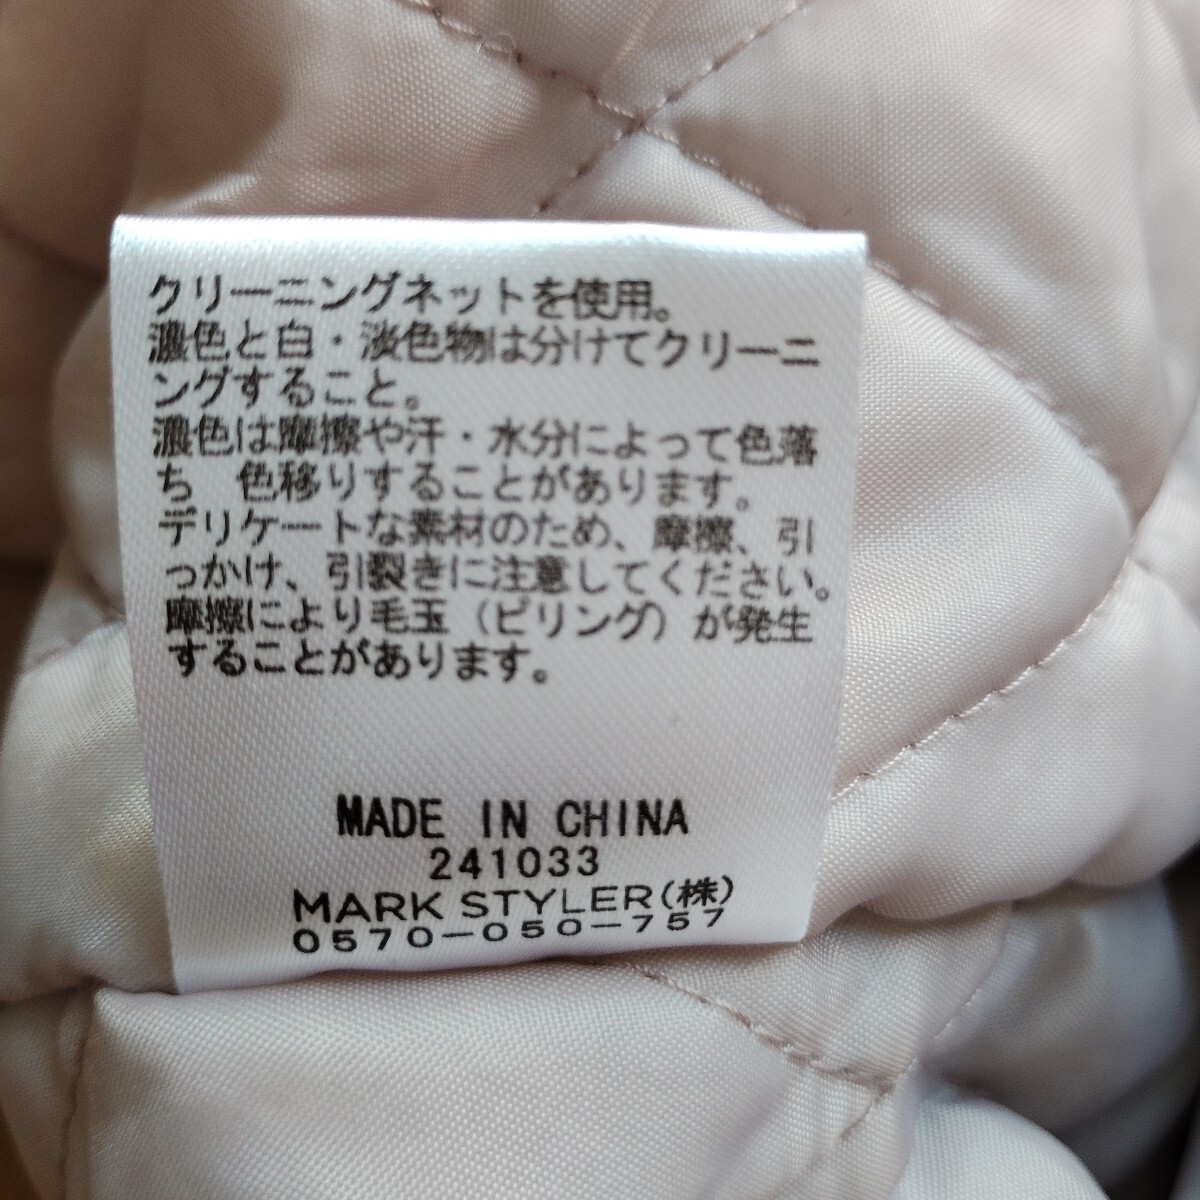 クリーニングネットを使用。
濃色と白・淡色物は分けてクリーニ
ングすること。
濃色は摩擦や汗・水分によって色落
ち　色移りすることがあります。
デリケートな素材のため、摩擦、引
っかけ、引裂きに注意してください。
摩擦により毛玉（ピリング）が発生
することがあります。
MADE IN CHINA
241033
MARK STYLER(株)
0570-050-757